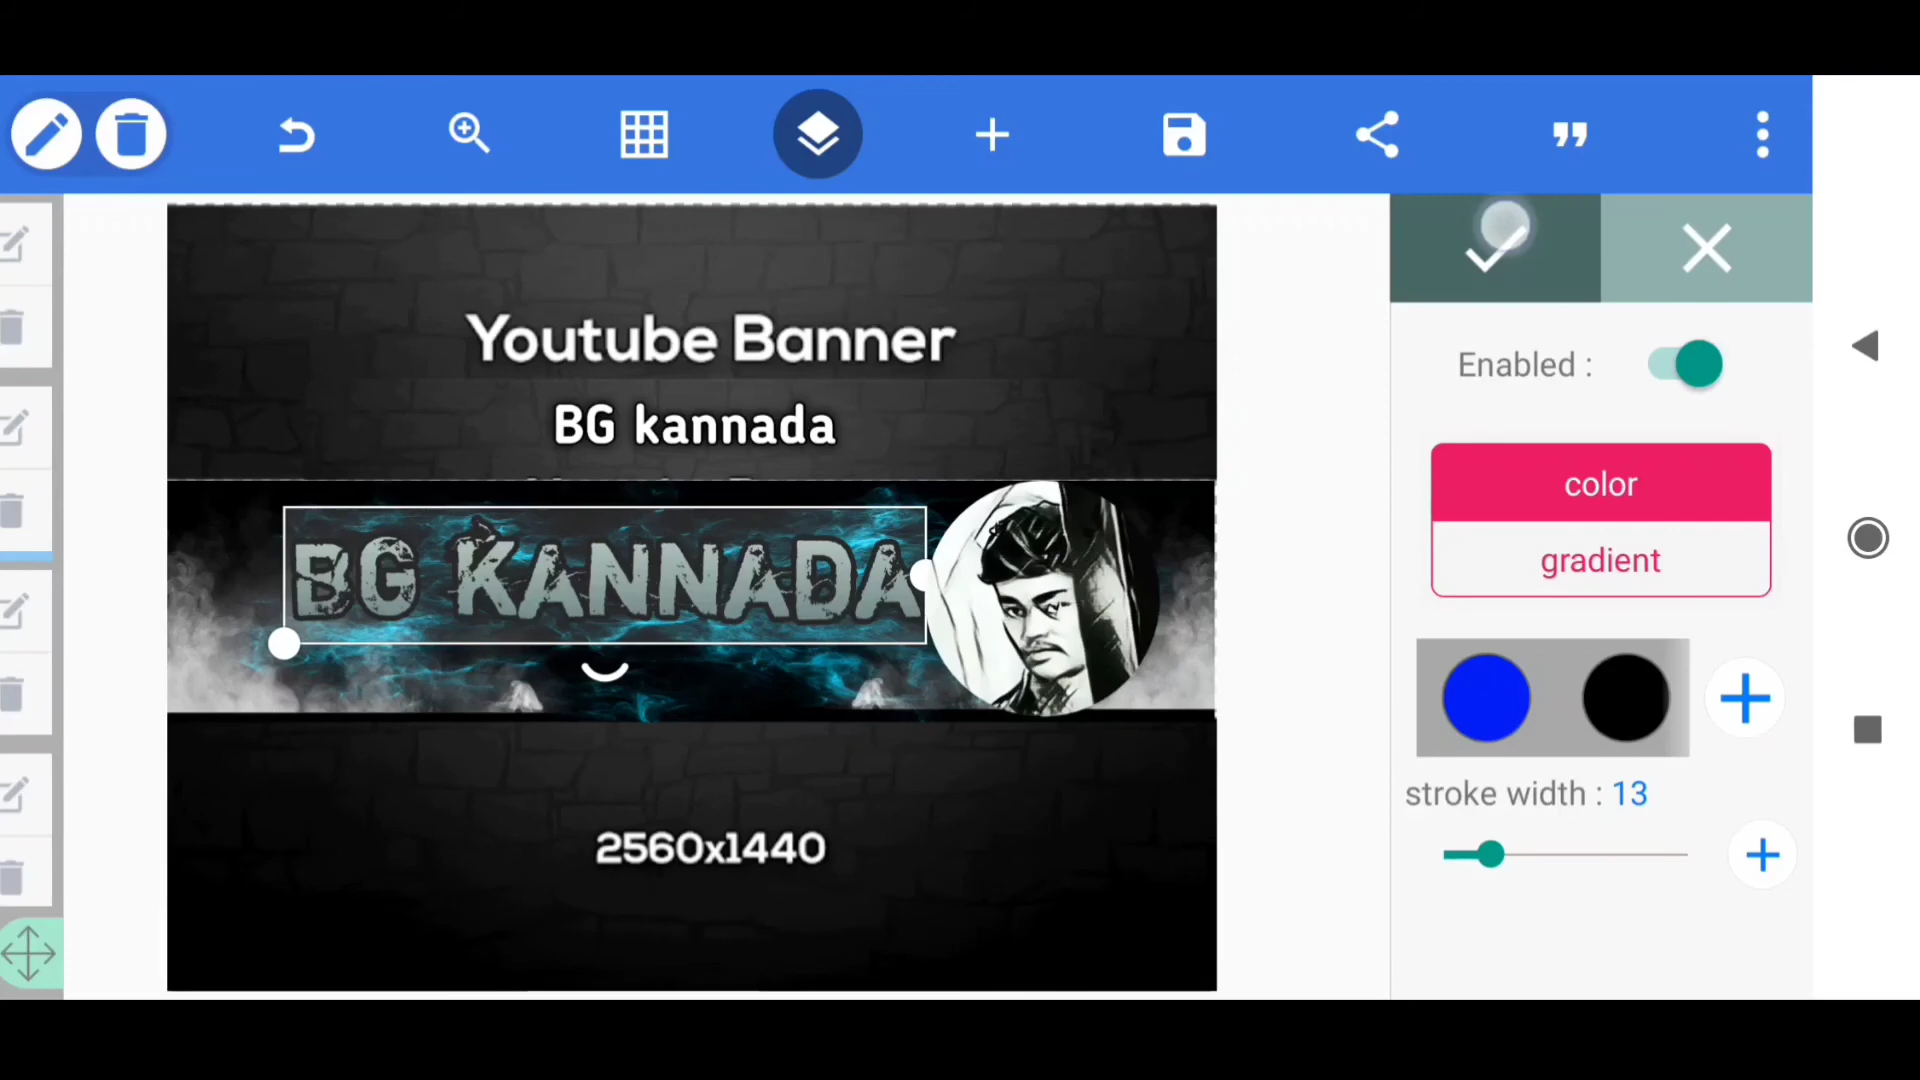 Youtube Banner
BG kannada
BG KANNADA
2560x1440
Enabled :
color
gradient
stroke width : 13